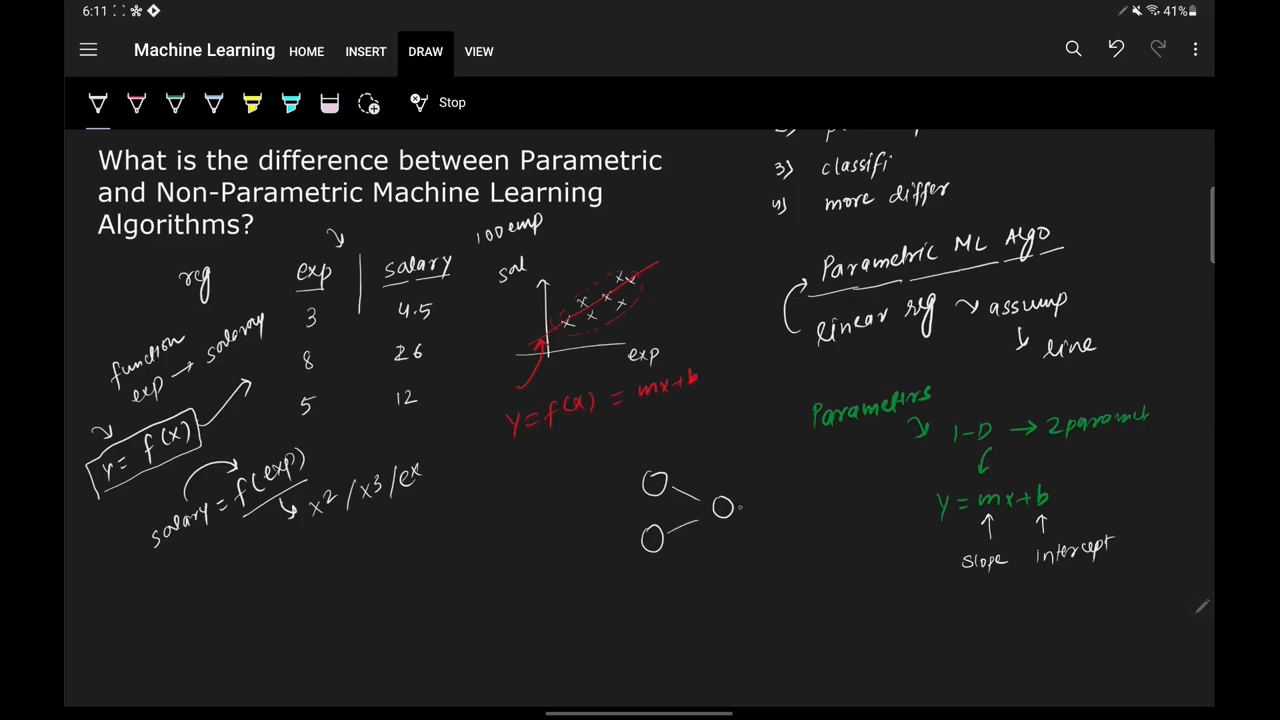 6:11
41%
Machine Learning HOME INSERT DRAW VIEW
Stop
What is the difference between Parametric
and Non-Parametric Machine Learning
Algorithms?
reg
exp salary
3 4.5
8 26
5 12
100 emp
sal
exp
Y = f(x) = mx+b
function
exp → salary
y = f(x)
salary = f(exp)
x2 / x3 / ex
3) classifi
4) more differ
Parametric ML Algo
linear reg → assump
line
Parameters
1-D → 2 paramet
y = mx+b
slope intercept